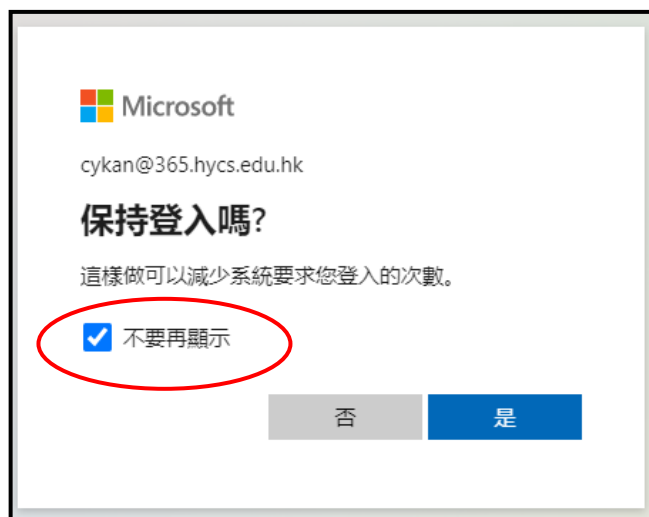 Microsoft
cykan@365.hycs.edu.hk
保持登入嗎?
這樣做可以減少系統要求您登入的次數。
不要再顯示
否
是